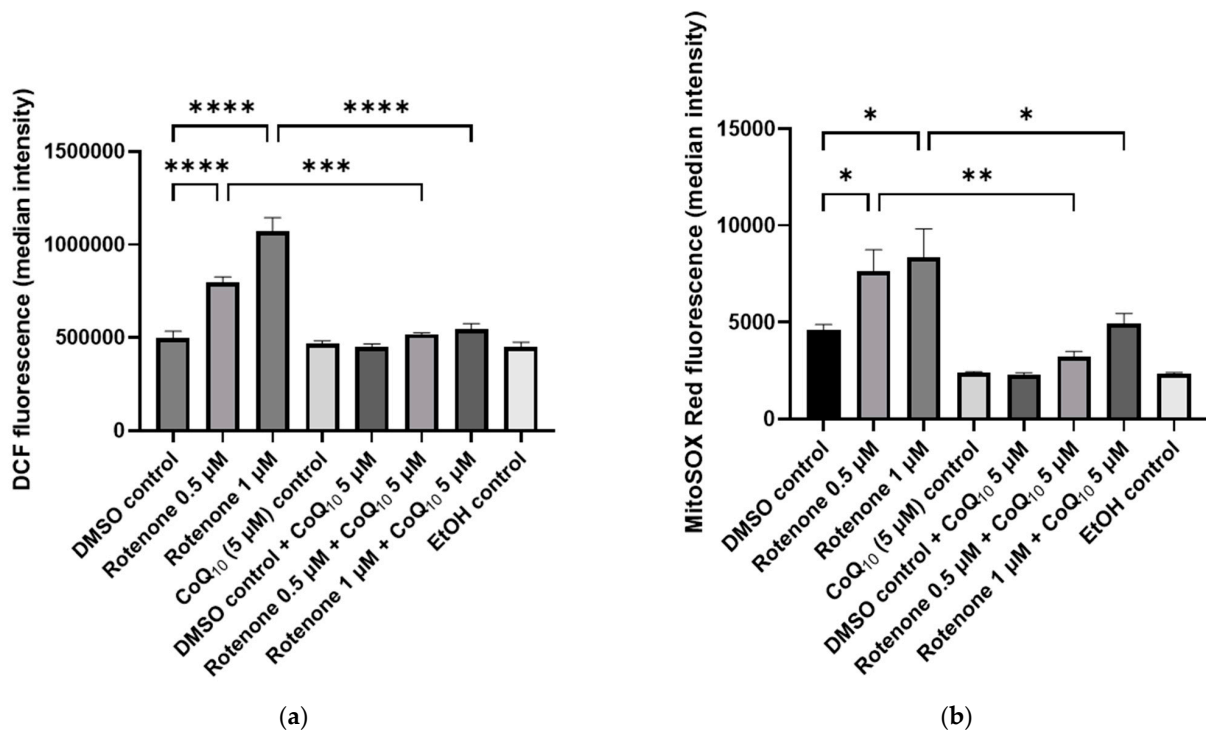 DCF fluorescence (median intensity)
****
****
1500000
****
***
1000000
500000
0
DMSO control
Rotenone 0.5 μM
Rotenone 1 μM
CoQ₁₀ (5 μM) control
DMSO control + CoQ₁₀ 5 μM
Rotenone 0.5 μM + CoQ₁₀ 5 μM
Rotenone 1 μM + CoQ₁₀ 5 μM
EtOH control
(a)
MitoSOX Red fluorescence (median intensity)
15000
*
*
*
**
10000
5000
0
DMSO control
Rotenone 0.5 μM
Rotenone 1 μM
CoQ₁₀ (5 μM) control
DMSO control + CoQ₁₀ 5 μM
Rotenone 0.5 μM + CoQ₁₀ 5 μM
Rotenone 1 μM + CoQ₁₀ 5 μM
EtOH control
(b)